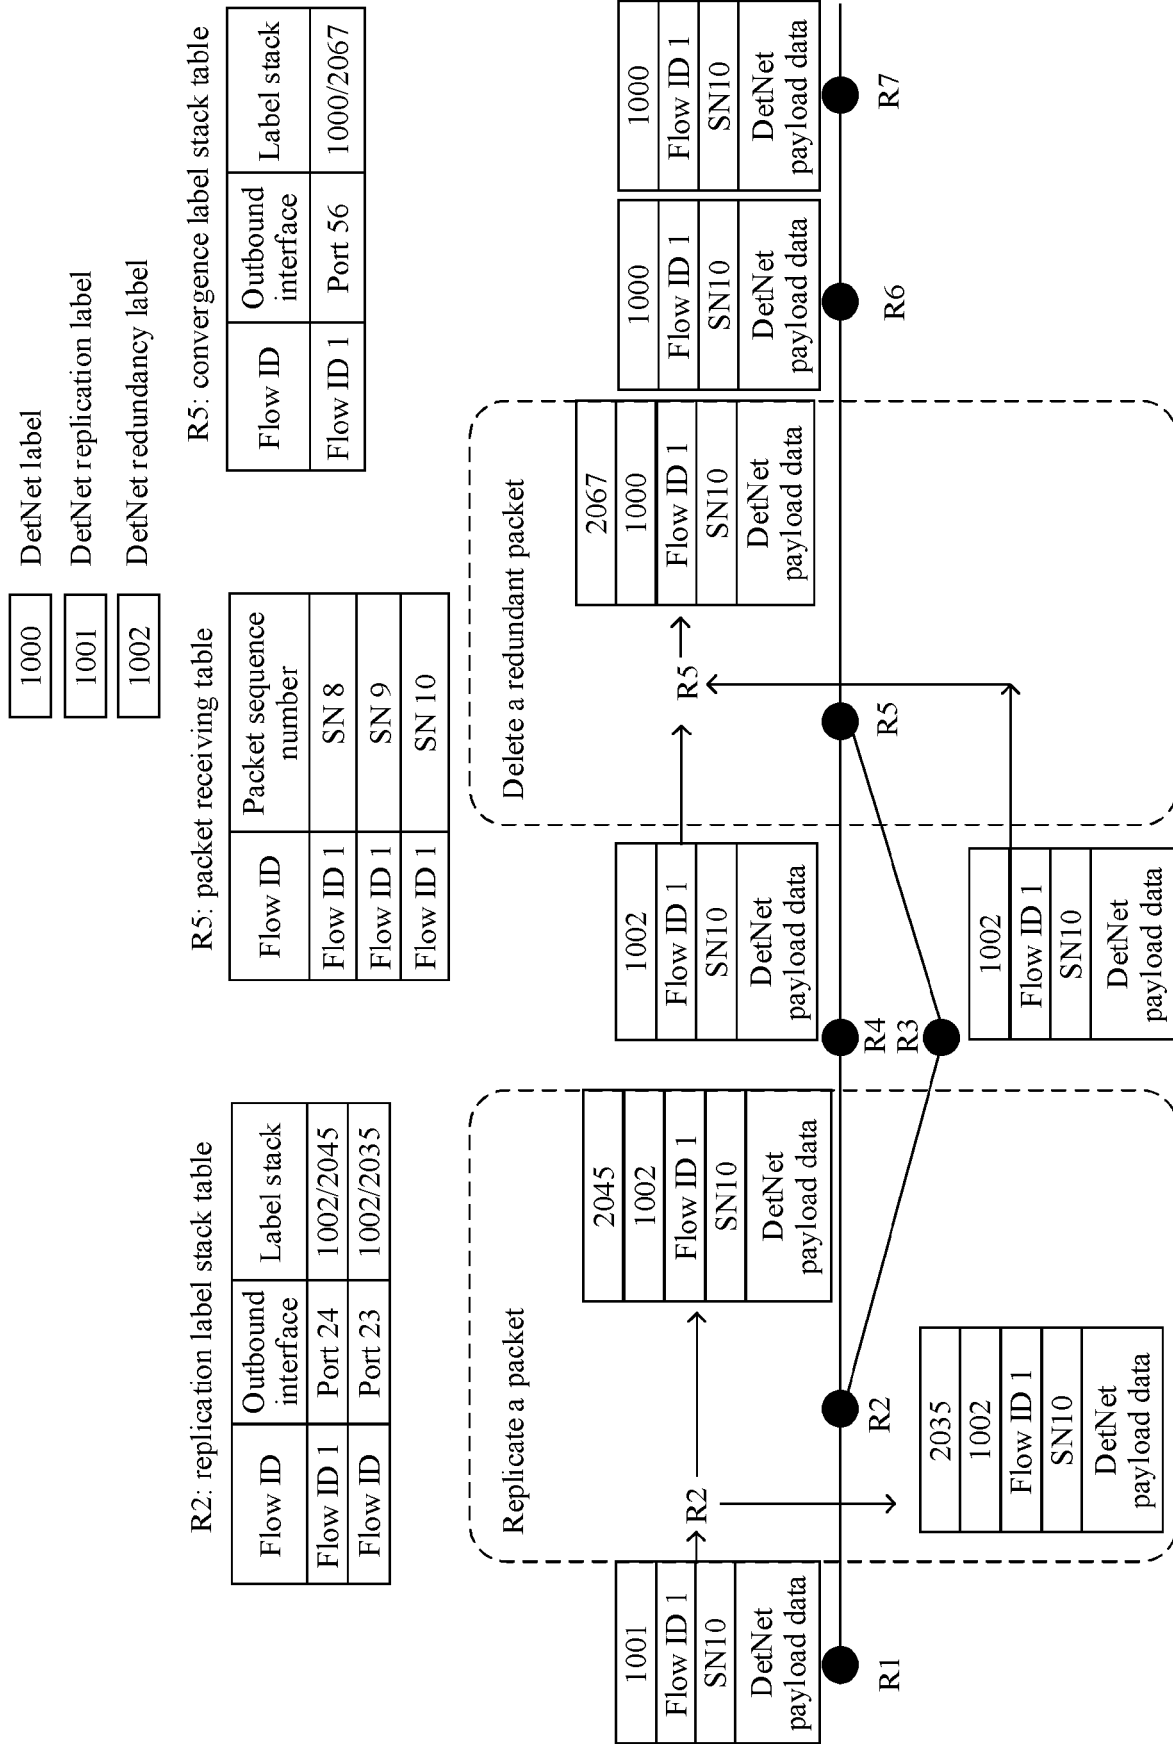 1000 DetNet label
1001 DetNet replication label
1002 DetNet redundancy label
R2: replication label stack table
Flow ID | Outbound interface | Label stack
Flow ID 1 | Port 24 | 1002/2045
Flow ID | Port 23 | 1002/2035
R5: packet receiving table
Flow ID | Packet sequence number
Flow ID 1 | SN 8
Flow ID 1 | SN 9
Flow ID 1 | SN 10
R5: convergence label stack table
Flow ID | Outbound interface | Label stack
Flow ID 1 | Port 56 | 1000/2067
1001
Flow ID 1
SN10
DetNet
payload data
R1
Replicate a packet
R2
2045
1002
Flow ID 1
SN10
DetNet
payload data
R2
2035
1002
Flow ID 1
SN10
DetNet
payload data
1002
Flow ID 1
SN10
DetNet
payload data
R4
R3
1002
Flow ID 1
SN10
DetNet
payload data
Delete a redundant packet
R5
2067
1000
Flow ID 1
SN10
DetNet
payload data
R5
1000
Flow ID 1
SN10
DetNet
payload data
R6
1000
Flow ID 1
SN10
DetNet
payload data
R7